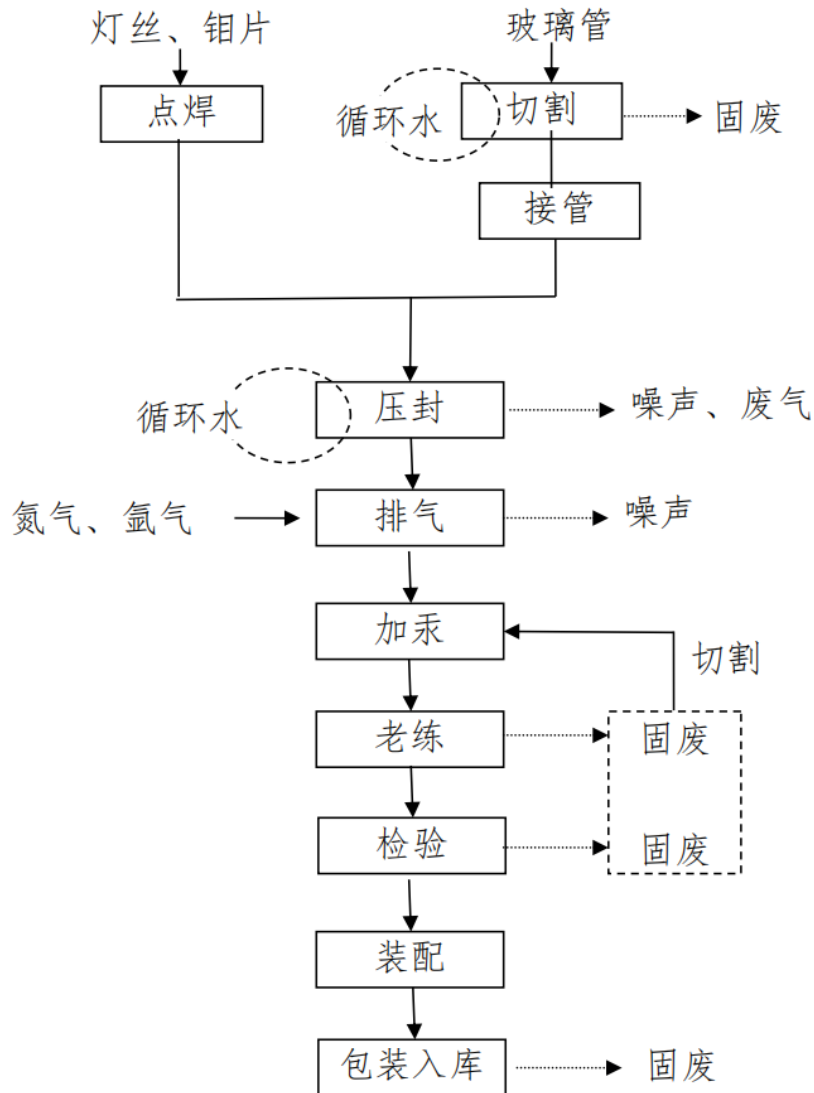 灯丝、钼片
玻璃管
点焊
循环水
切割
固废
接管
循环水
压封
噪声、废气
氮气、氩气
排气
噪声
加汞
切割
老练
固废
检验
固废
装配
包装入库
固废